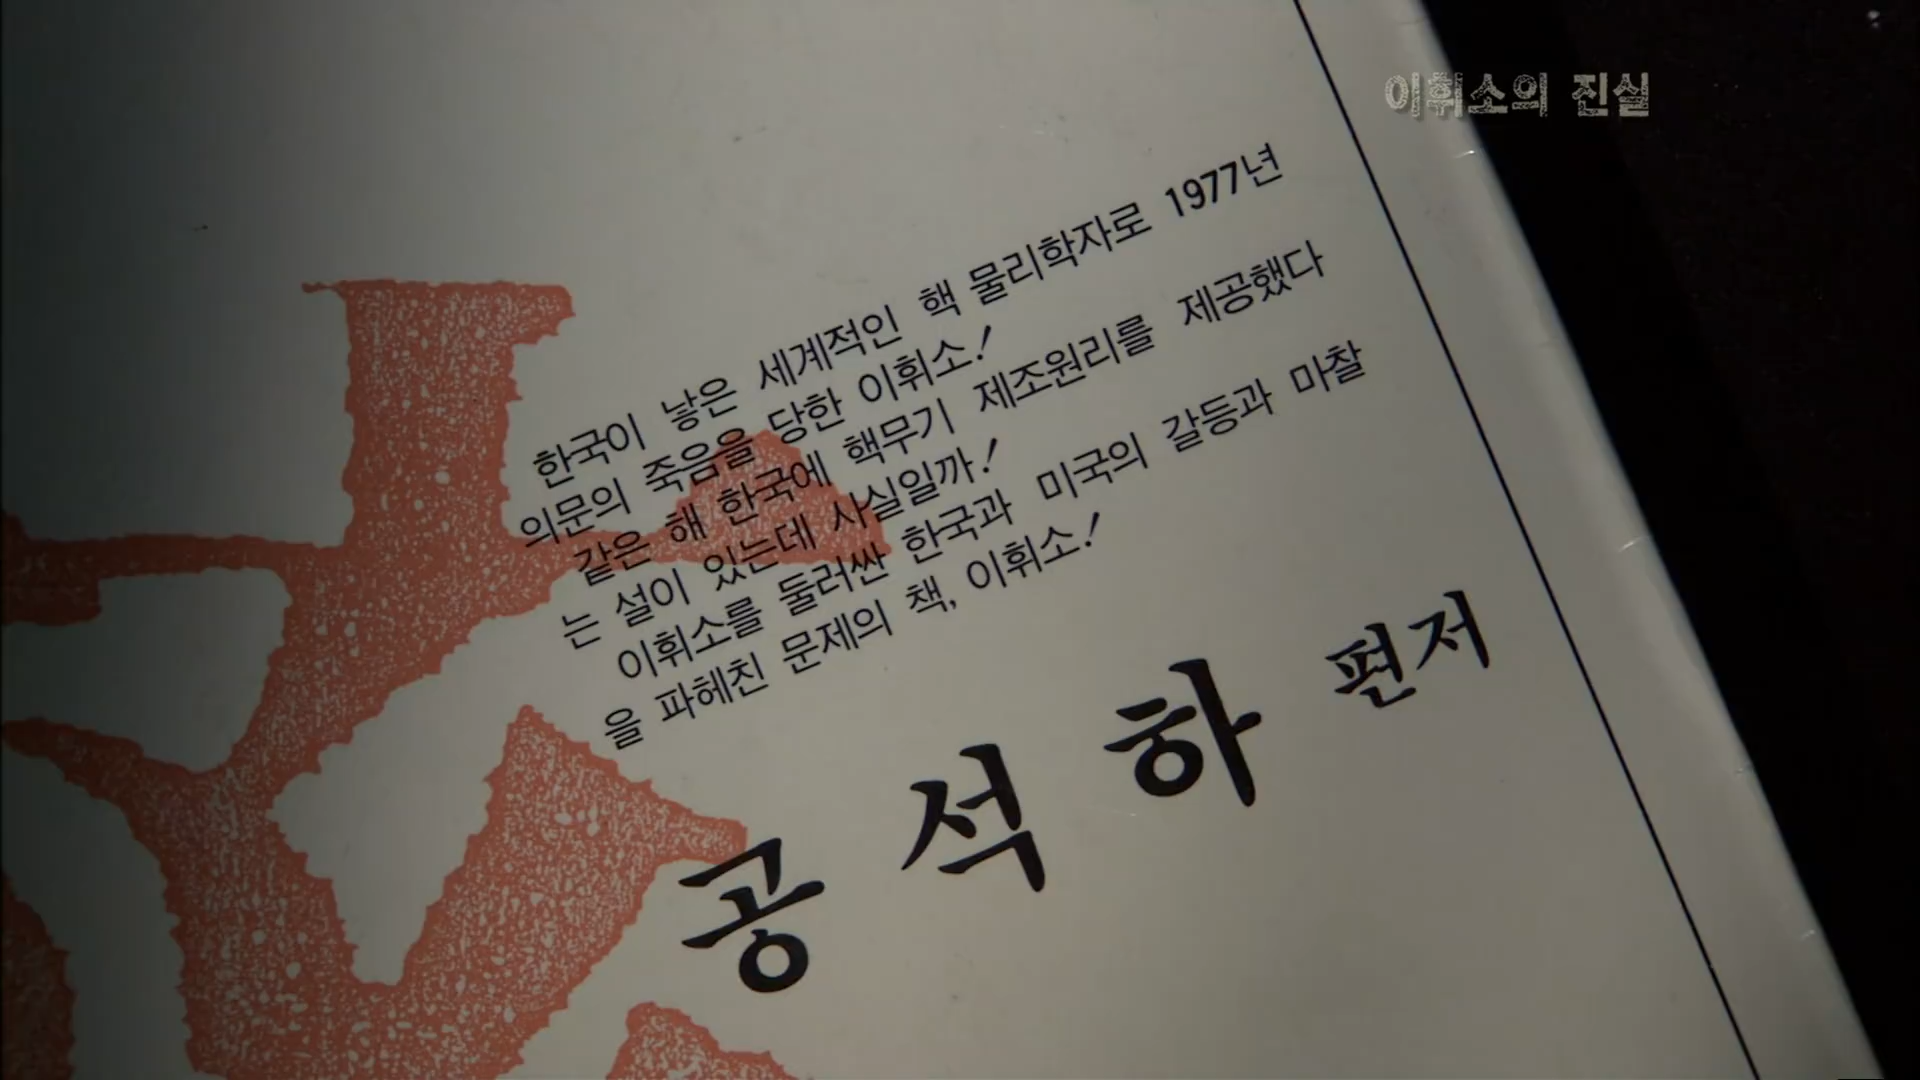 이휘소의 진실
한국이 낳은 세계적인 핵 물리학자로 1977년
의문의 죽음을 당한 이휘소!
같은 해 한국에 핵무기 제조원리를 제공했다
는 설이 있는데 사실일까!
이휘소를 둘러싼 한국과 미국의 갈등과 마찰
을 파헤친 문제의 책, 이휘소!
공석하 편저